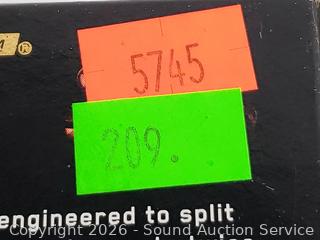 ®
5745
209.
engineered to split
Copyright 2026 - Sound Auction Service